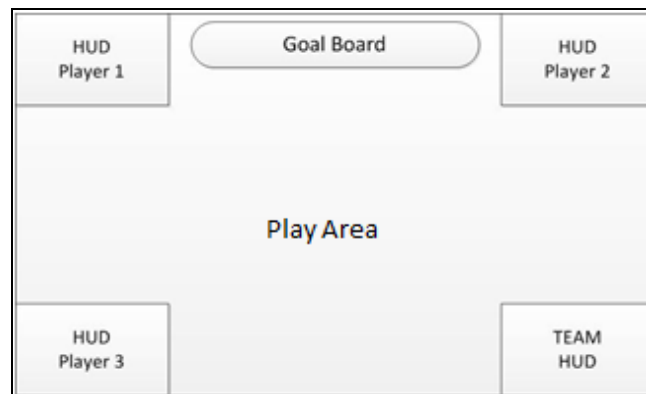 HUD
Player 1
Goal Board
HUD
Player 2
Play Area
HUD
Player 3
TEAM
HUD